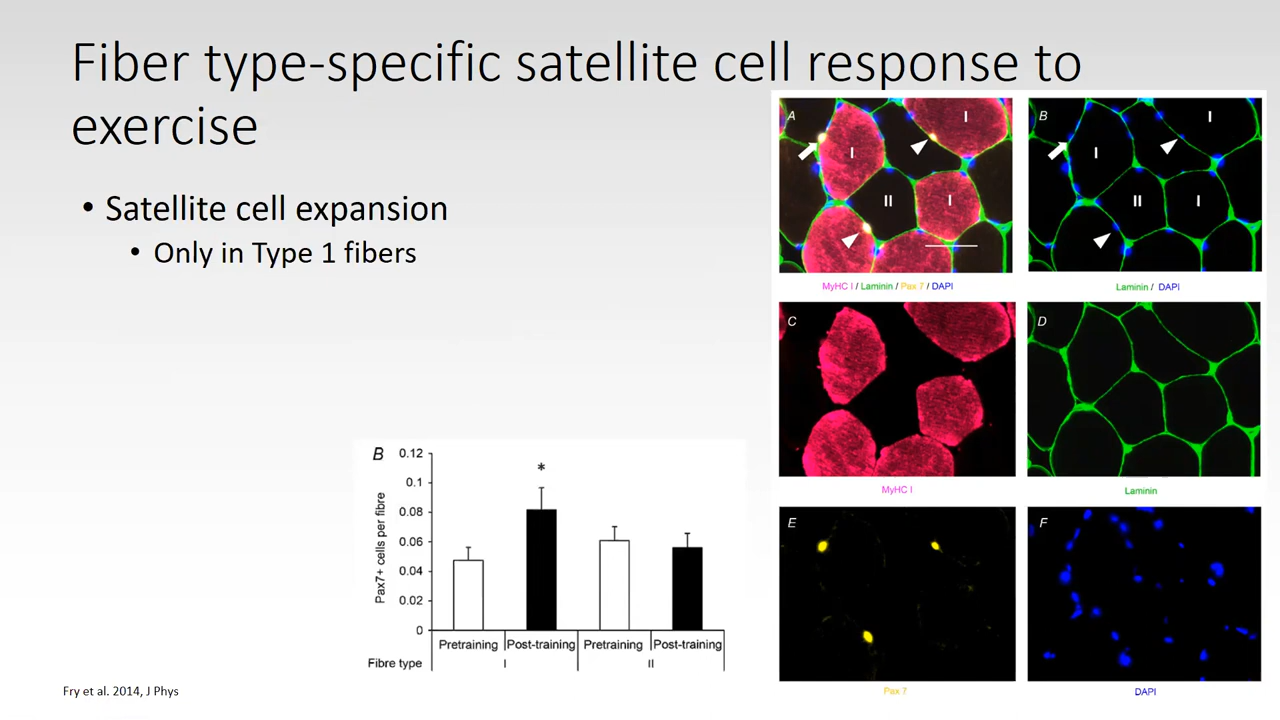 Fiber type-specific satellite cell response to
exercise
• Satellite cell expansion
• Only in Type 1 fibers
A
I
I
II
I
MyHC I / Laminin / Pax 7 / DAPI
B
I
I
II
I
Laminin / DAPI
C
MyHC I
D
Laminin
E
Pax 7
F
DAPI
B
Pax7+ cells per fibre
0.12
0.1
0.08
0.06
0.04
0.02
0
*
Pretraining Post-training Pretraining Post-training
Fibre type I II
Fry et al. 2014, J Phys